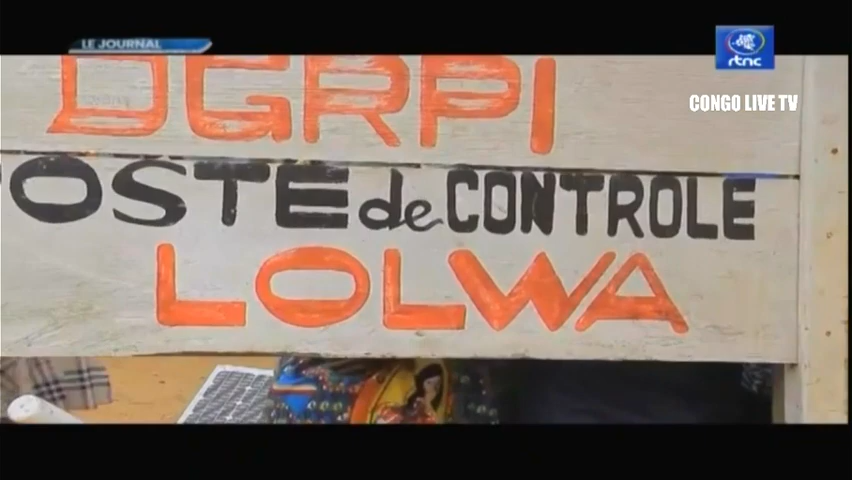 LE JOURNAL
rtnc
CONGO LIVE TV
DGRPI
OSTE de CONTROLE
LOLWA